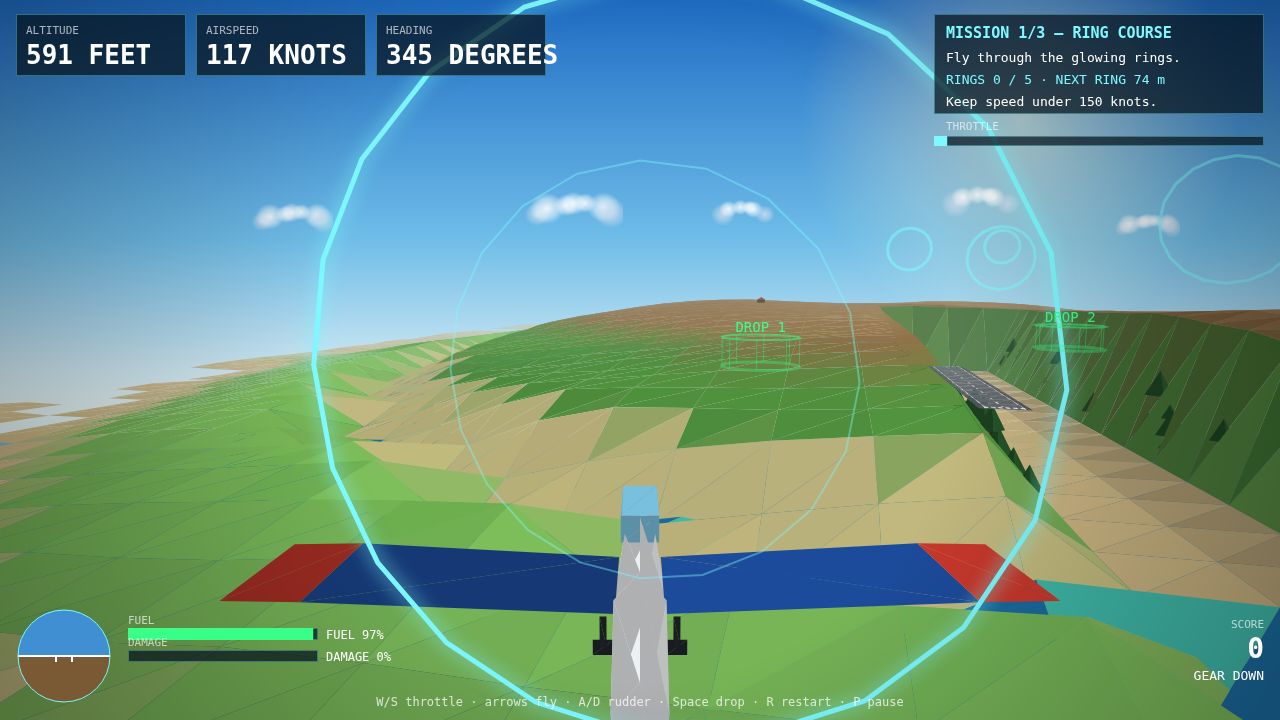 ALTITUDE
591 FEET
AIRSPEED
117 KNOTS
HEADING
345 DEGREES
MISSION 1/3 — RING COURSE
Fly through the glowing rings.
RINGS 0 / 5 · NEXT RING 74 m
Keep speed under 150 knots.
THROTTLE
DROP 1
DROP 2
FUEL
FUEL 97%
DAMAGE
DAMAGE 0%
SCORE
0
GEAR DOWN
W/S throttle · arrows fly · A/D rudder · Space drop · R restart · P pause